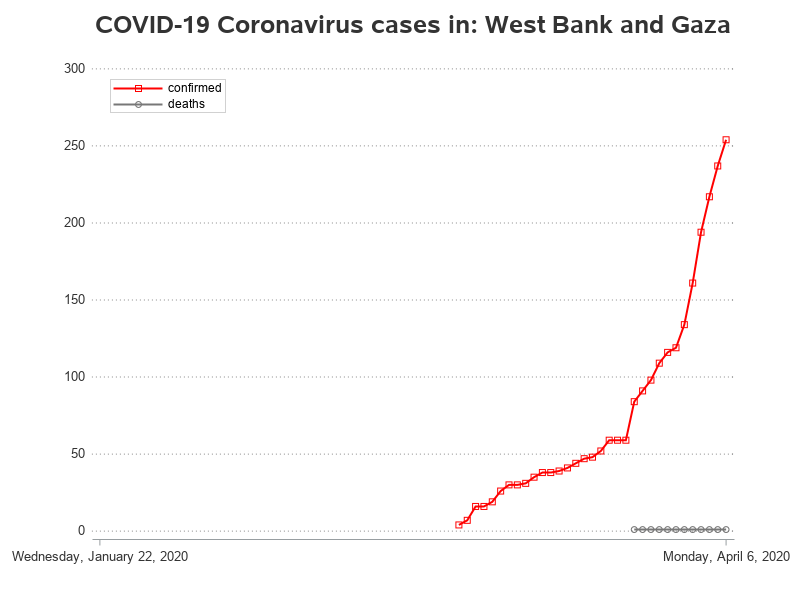 COVID-19 Coronavirus cases in: West Bank and Gaza
300
confirmed
deaths
250
200
150
100
50
0
Wednesday, January 22, 2020 Monday, April 6, 2020